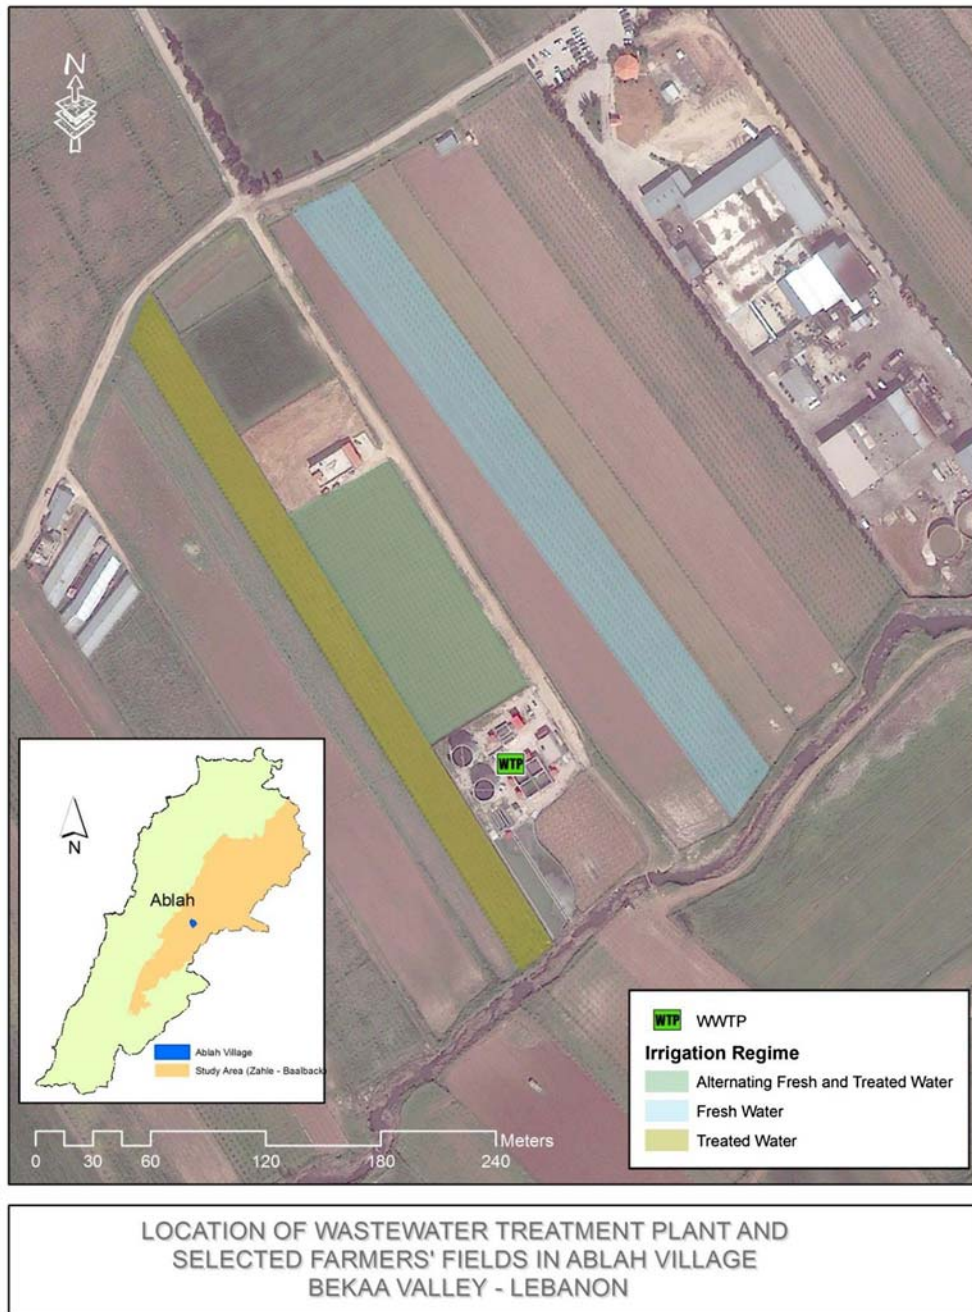 N
WTP
N
Ablah
Ablah Village
Study Area (Zahle - Baalback)
Meters
0 30 60 120 180 240
WTP WWTP
Irrigation Regime
Alternating Fresh and Treated Water
Fresh Water
Treated Water
LOCATION OF WASTEWATER TREATMENT PLANT AND
SELECTED FARMERS' FIELDS IN ABLAH VILLAGE
BEKAA VALLEY - LEBANON